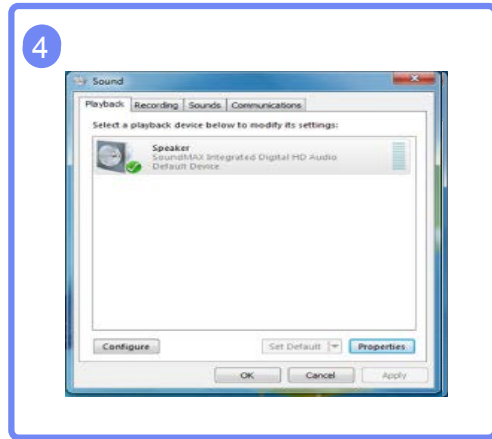 4
Sound
Playback Recording Sounds Communications
Select a playback device below to modify its settings:
Speaker
SoundMAX Integrated Digital HD Audio
Default Device
Configure Set Default Properties
OK Cancel Apply